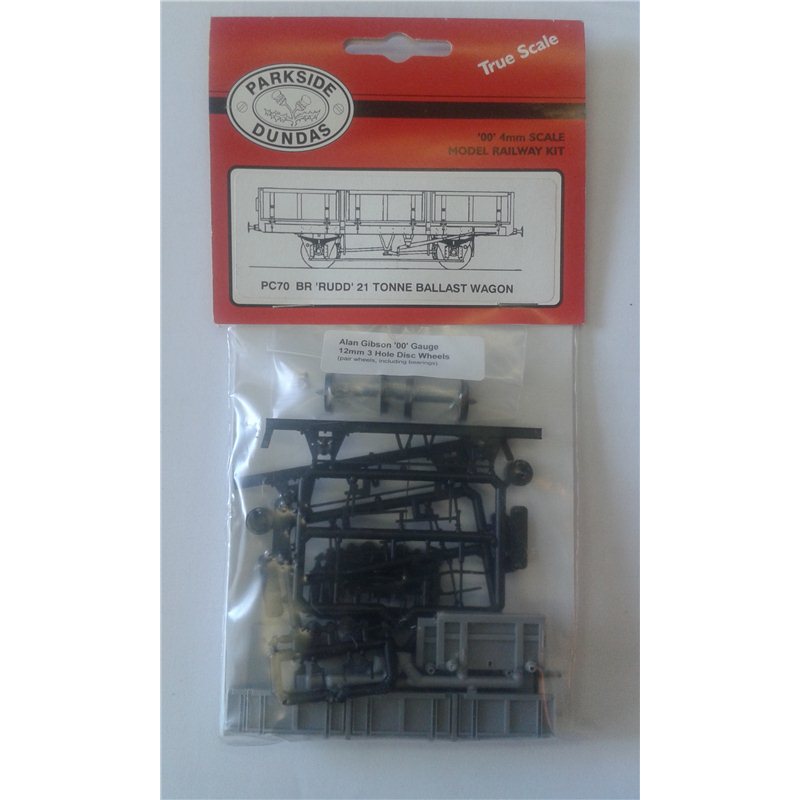 PARKSIDE
DUNDAS
True Scale
'00' 4mm SCALE
MODEL RAILWAY KIT
PC70 BR 'RUDD' 21 TONNE BALLAST WAGON
Alan Gibson '00' Gauge
12mm 3 Hole Disc Wheels
(pair wheels, including bearings)